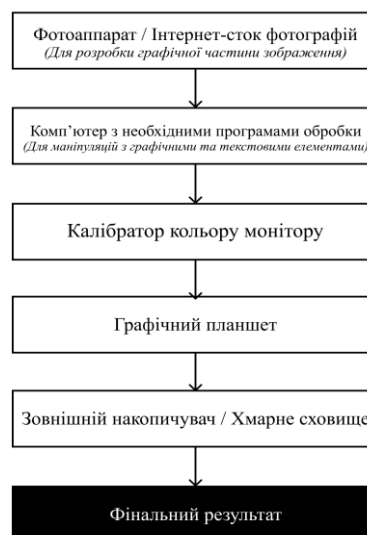 Фотоаппарат / Інтернет-сток фотографій
(Для розробки графічної частини зображення)
Комп’ютер з необхідними програмами обробки
(Для маніпуляцій з графічними та текстовими елементами)
Калібратор кольору монітору
Графічний планшет
Зовнішній накопичувач / Хмарне сховище
Фінальний результат